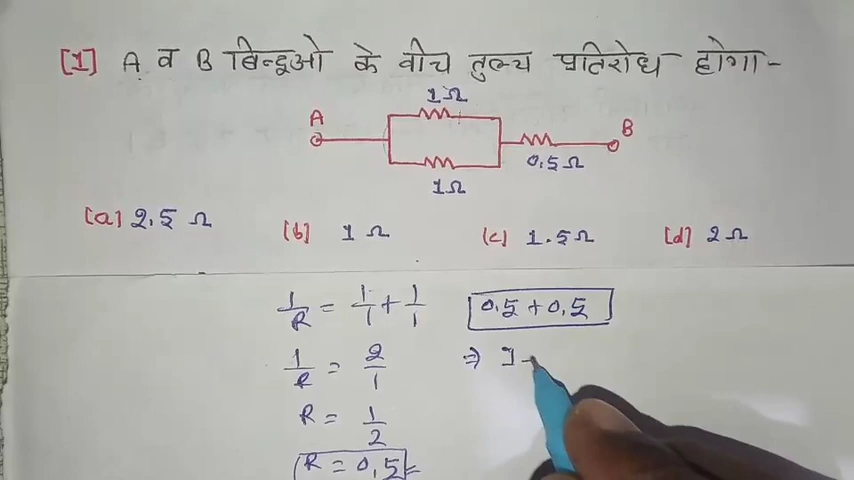 [1] A व B बिन्दुओ के बीच तुल्य प्रतिरोध होगा-
1Ω
A
B
0.5Ω
1Ω
[a] 2.5 Ω [b] 1 Ω [c] 1.5Ω [d] 2Ω
1/R = 1/1 + 1/1 0.5 + 0.5
1/R = 2/1 ⇒ 1
R = 1/2
R = 0.5